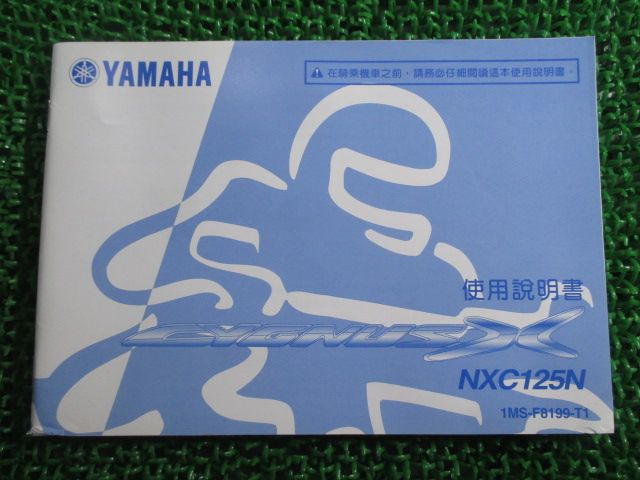 YAMAHA
在騎乘機車之前，請務必仔細閱讀這本使用說明書。
使用說明書
CYGNUS X
NXC125N
1MS-F8199-T1